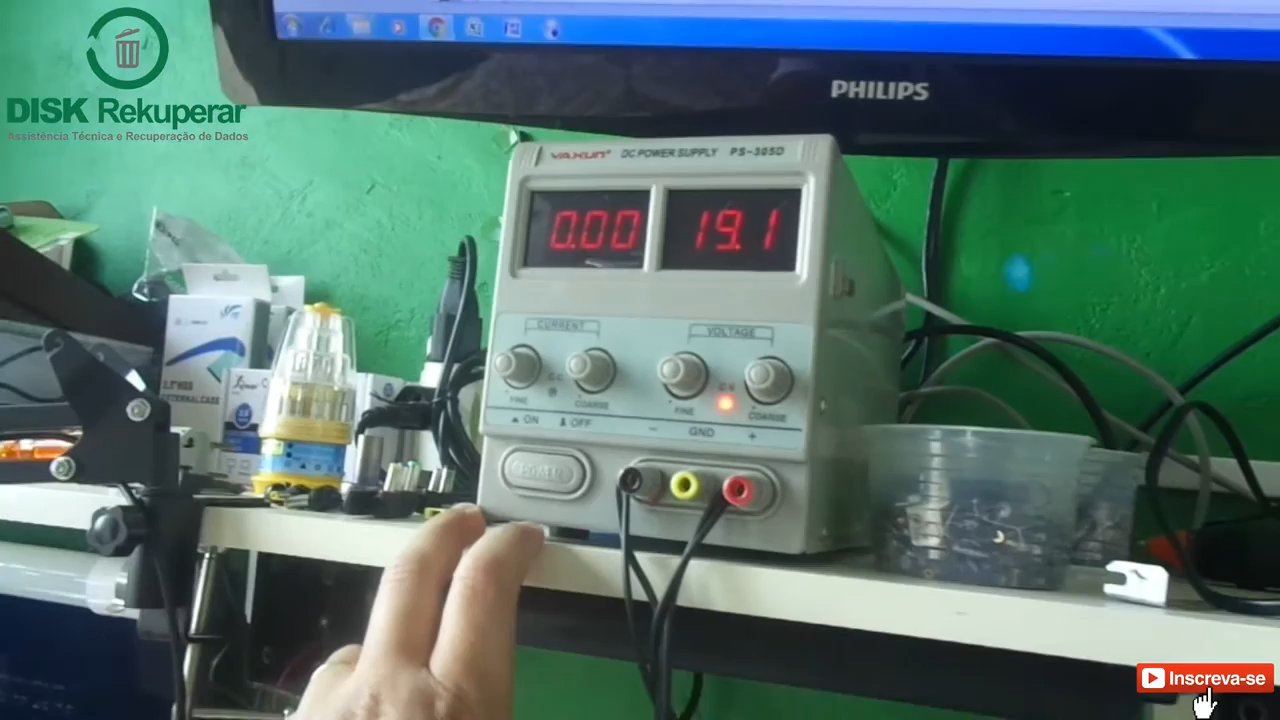 DISK Rekuperar
Assistência Técnica e Recuperação de Dados
PHILIPS
YAXUN DC POWER SUPPLY PS-305D
0.00 19.1
CURRENT VOLTAGE
C.C C.V
FINE COARSE FINE COARSE
ON OFF
− GND +
POWER
Inscreva-se